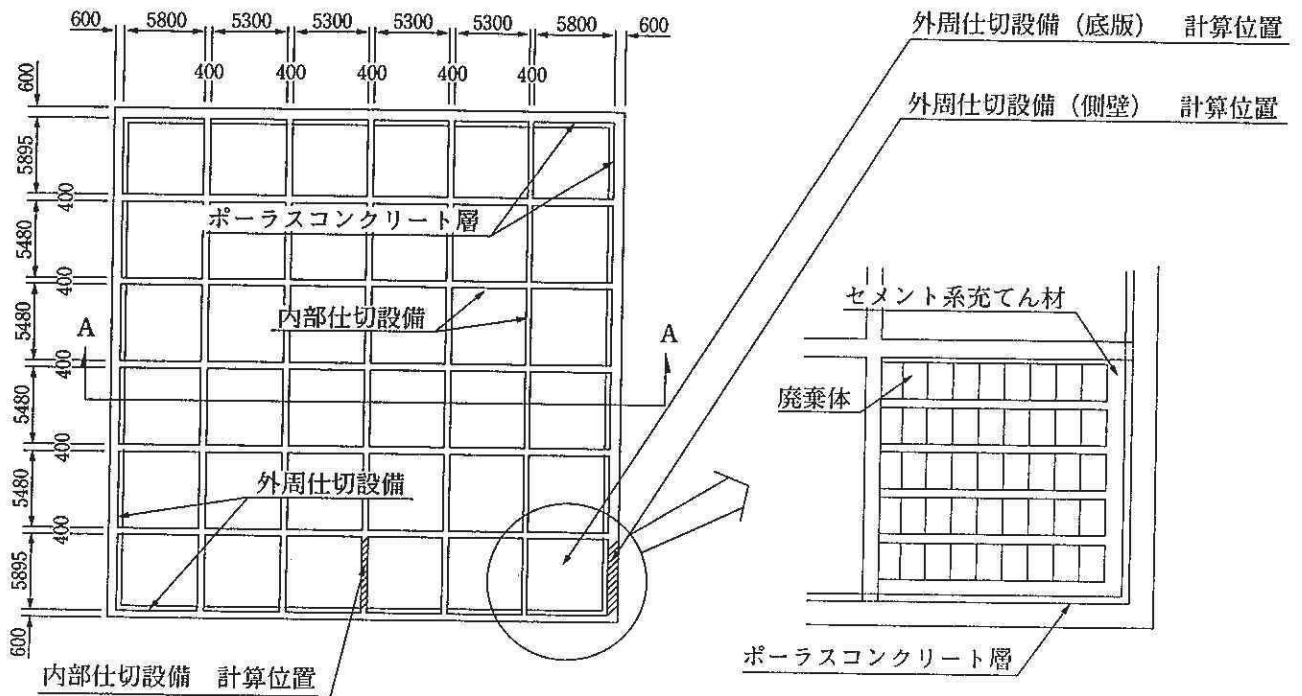 600 5800 5300 5300 5300 5300 5800 600
400 400 400 400 400
外周仕切設備（底版） 計算位置
外周仕切設備（側壁） 計算位置
600
5895
400
5480
400
5480
400
5480
400
5480
400
5895
600
ポーラスコンクリート層
内部仕切設備
A A
外周仕切設備
内部仕切設備 計算位置
セメント系充てん材
廃棄体
ポーラスコンクリート層